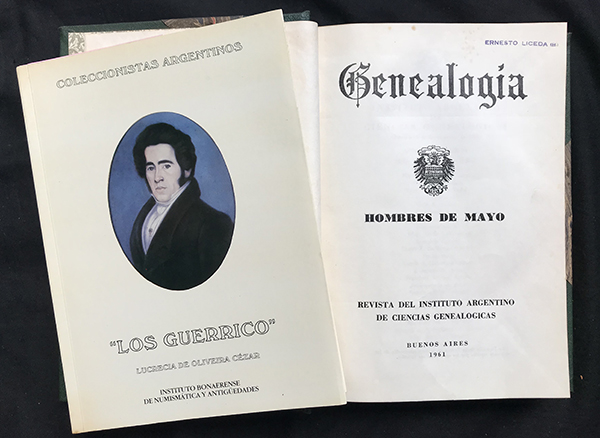 COLECCIONISTAS ARGENTINOS
"LOS GUERRICO"
LUCRECIA DE OLIVEIRA CÉZAR
INSTITUTO BONAERENSE
DE NUMISMÁTICA Y ANTIGÜEDADES
ERNESTO LICEDA
Genealogia
HOMBRES DE MAYO
REVISTA DEL INSTITUTO ARGENTINO
DE CIENCIAS GENEALOGICAS
BUENOS AIRES
1961